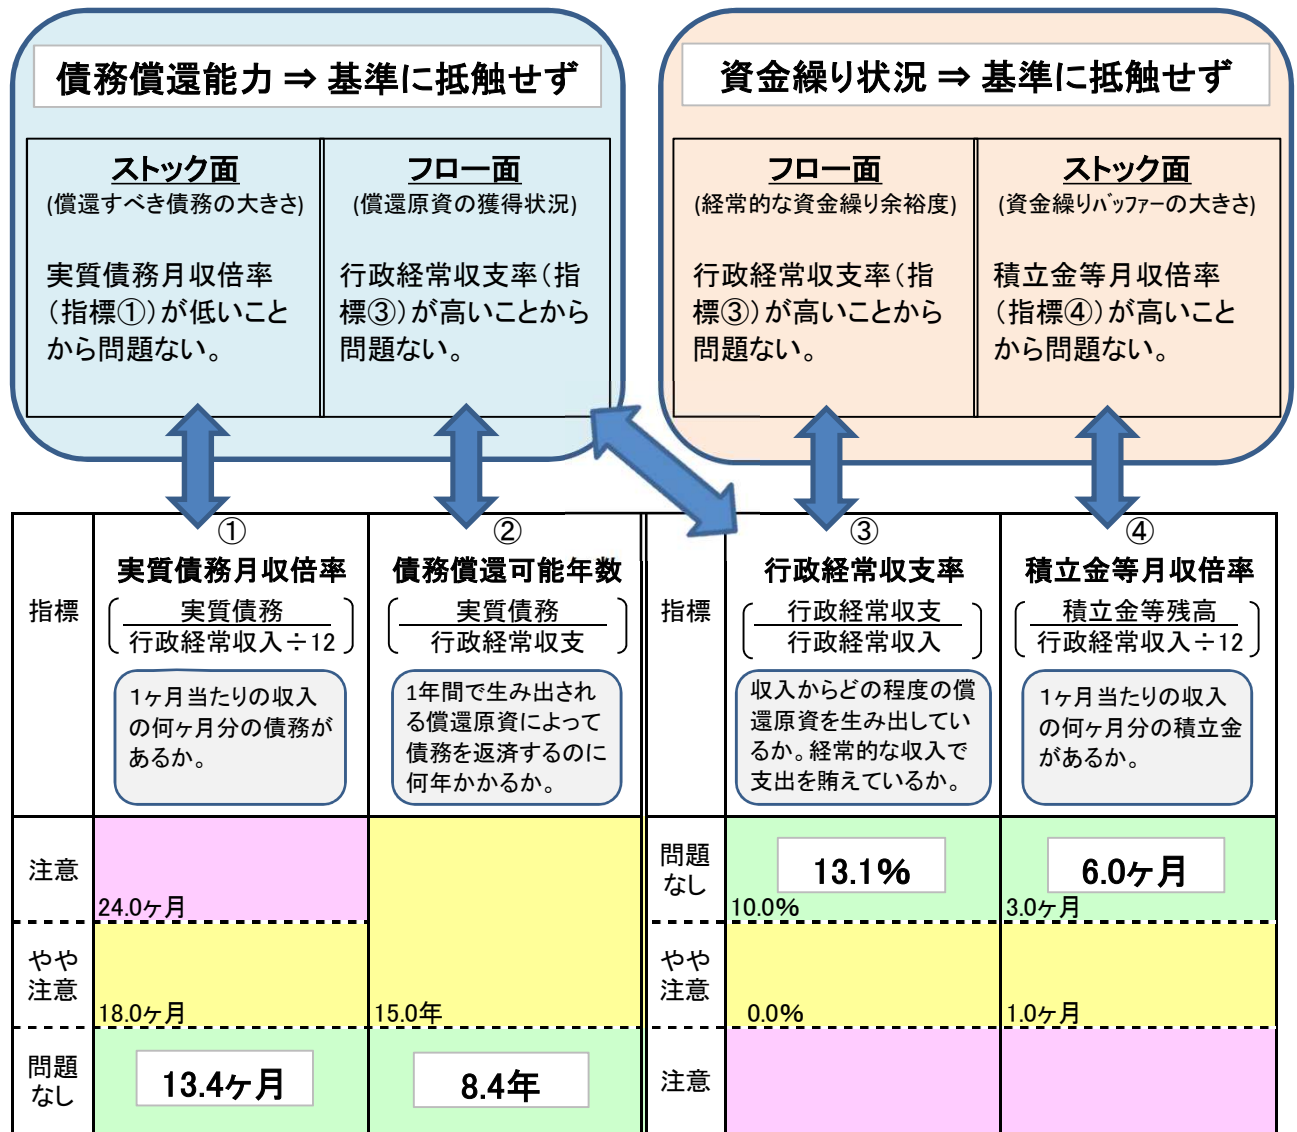 債務償還能力 ⇒ 基準に抵触せず
ストック面
(償還すべき債務の大きさ)
実質債務月収倍率
(指標①)が低いこと
から問題ない。
フロー面
(償還原資の獲得状況)
行政経常収支率(指
標③)が高いことから
問題ない。
資金繰り状況 ⇒ 基準に抵触せず
フロー面
(経常的な資金繰り余裕度)
行政経常収支率(指
標③)が高いことから
問題ない。
ストック面
(資金繰りバッファーの大きさ)
積立金等月収倍率
(指標④)が高いこと
から問題ない。
指標
①
実質債務月収倍率
実質債務
行政経常収入÷12
1ヶ月当たりの収入
の何ヶ月分の債務が
あるか。
②
債務償還可能年数
実質債務
行政経常収支
1年間で生み出され
る償還原資によって
債務を返済するのに
何年かかるか。
指標
③
行政経常収支率
行政経常収支
行政経常収入
収入からどの程度の償
還原資を生み出してい
るか。経常的な収入で
支出を賄えているか。
④
積立金等月収倍率
積立金等残高
行政経常収入÷12
1ヶ月当たりの収入
の何ヶ月分の積立金
があるか。
注意
24.0ヶ月
問題
なし
13.1%
10.0%
6.0ヶ月
3.0ヶ月
やや
注意
18.0ヶ月
15.0年
やや
注意
0.0%
1.0ヶ月
問題
なし
13.4ヶ月
8.4年
注意